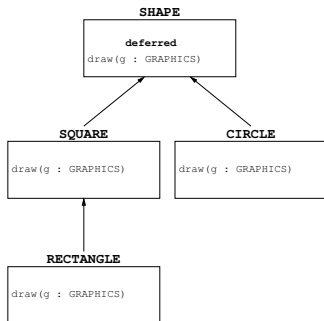 SHAPE
deferred
draw(g : GRAPHICS)
SQUARE
CIRCLE
draw(g : GRAPHICS)
draw(g : GRAPHICS)
RECTANGLE
draw(g : GRAPHICS)